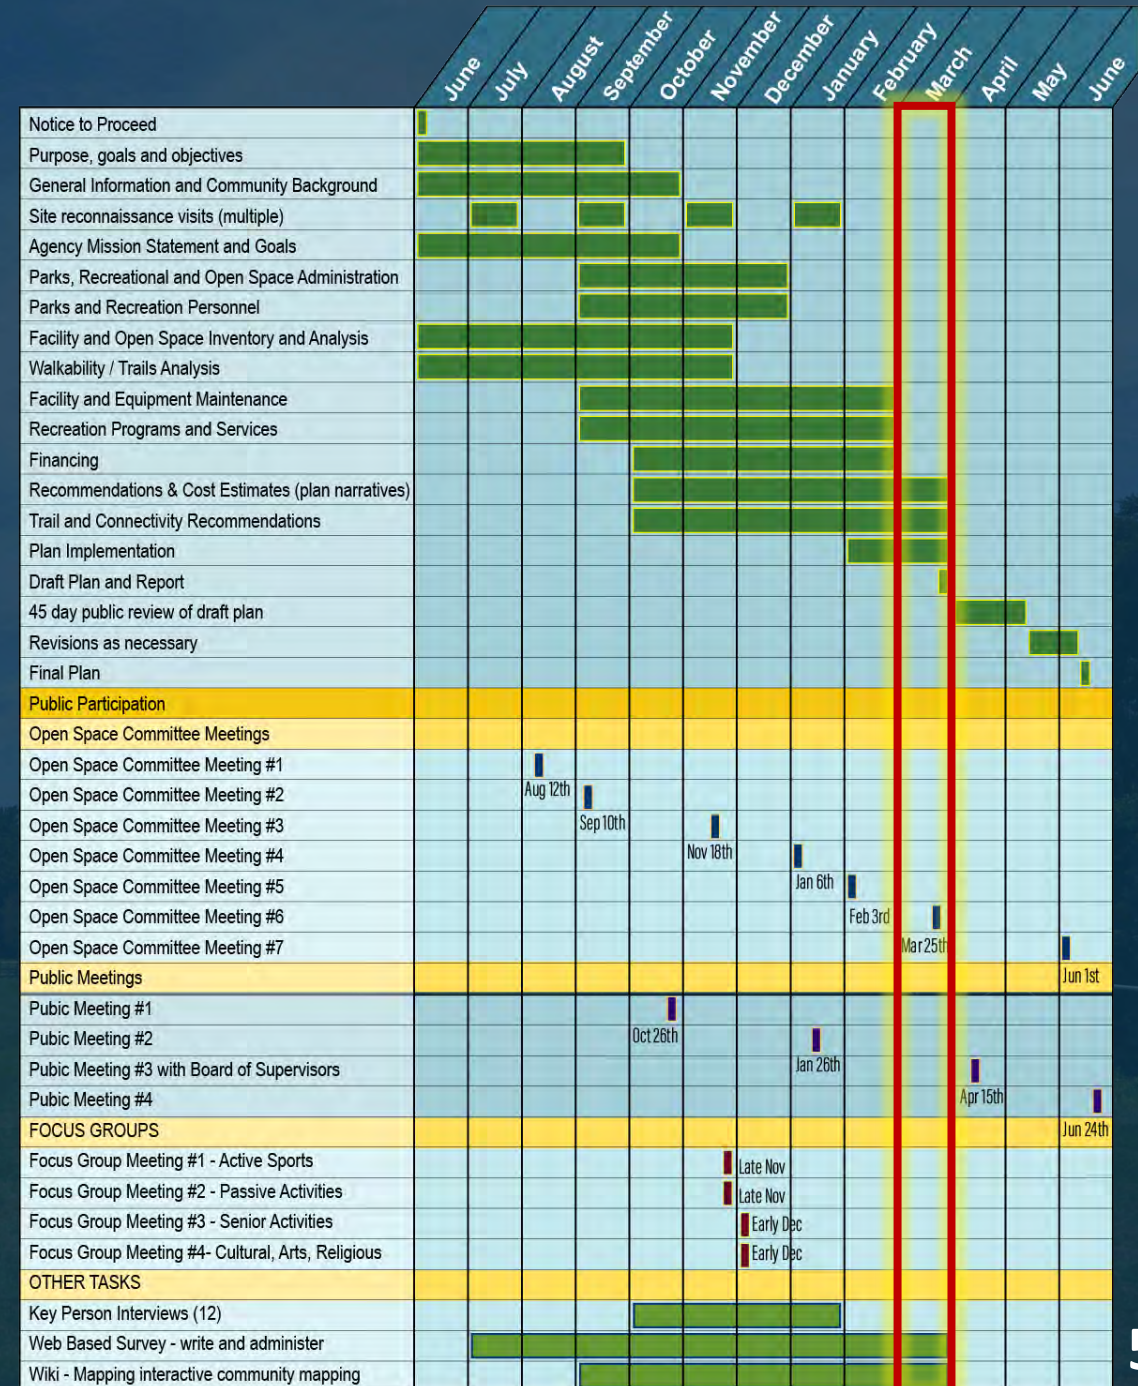 June
July
August
September
October
November
December
January
February
March
April
May
June
Notice to Proceed
Purpose, goals and objectives
General Information and Community Background
Site reconnaissance visits (multiple)
Agency Mission Statement and Goals
Parks, Recreational and Open Space Administration
Parks and Recreation Personnel
Facility and Open Space Inventory and Analysis
Walkability / Trails Analysis
Facility and Equipment Maintenance
Recreation Programs and Services
Financing
Recommendations & Cost Estimates (plan narratives)
Trail and Connectivity Recommendations
Plan Implementation
Draft Plan and Report
45 day public review of draft plan
Revisions as necessary
Final Plan
Public Participation
Open Space Committee Meetings
Open Space Committee Meeting #1
Aug 12th
Open Space Committee Meeting #2
Sep 10th
Open Space Committee Meeting #3
Nov 18th
Open Space Committee Meeting #4
Jan 6th
Open Space Committee Meeting #5
Feb 3rd
Open Space Committee Meeting #6
Mar 25th
Open Space Committee Meeting #7
Jun 1st
Public Meetings
Pubic Meeting #1
Oct 26th
Pubic Meeting #2
Jan 26th
Pubic Meeting #3 with Board of Supervisors
Apr 15th
Pubic Meeting #4
Jun 24th
FOCUS GROUPS
Focus Group Meeting #1 - Active Sports
Late Nov
Focus Group Meeting #2 - Passive Activities
Late Nov
Focus Group Meeting #3 - Senior Activities
Early Dec
Focus Group Meeting #4- Cultural, Arts, Religious
Early Dec
OTHER TASKS
Key Person Interviews (12)
Web Based Survey - write and administer
Wiki - Mapping interactive community mapping